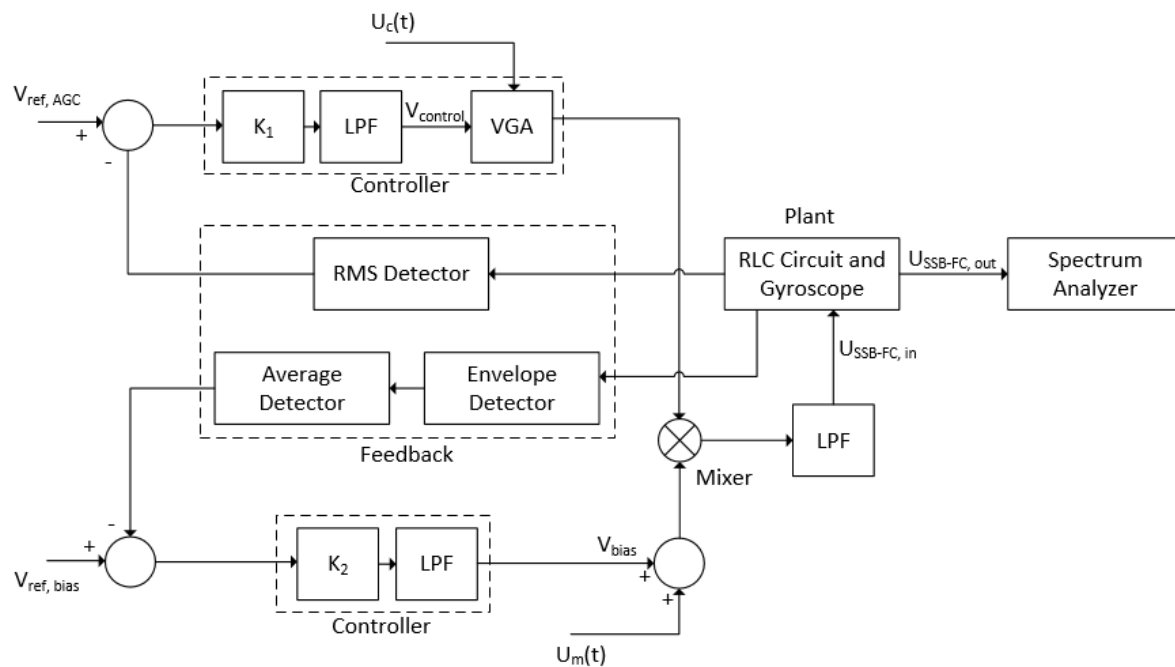 U_c(t)
V_ref, AGC
+
-
K_1
LPF
V_control
VGA
Controller
Plant
RMS Detector
RLC Circuit and
Gyroscope
U_SSB-FC, out
Spectrum
Analyzer
U_SSB-FC, in
Average
Detector
Envelope
Detector
LPF
Feedback
Mixer
-
+
V_ref, bias
K_2
LPF
V_bias
+
+
Controller
U_m(t)